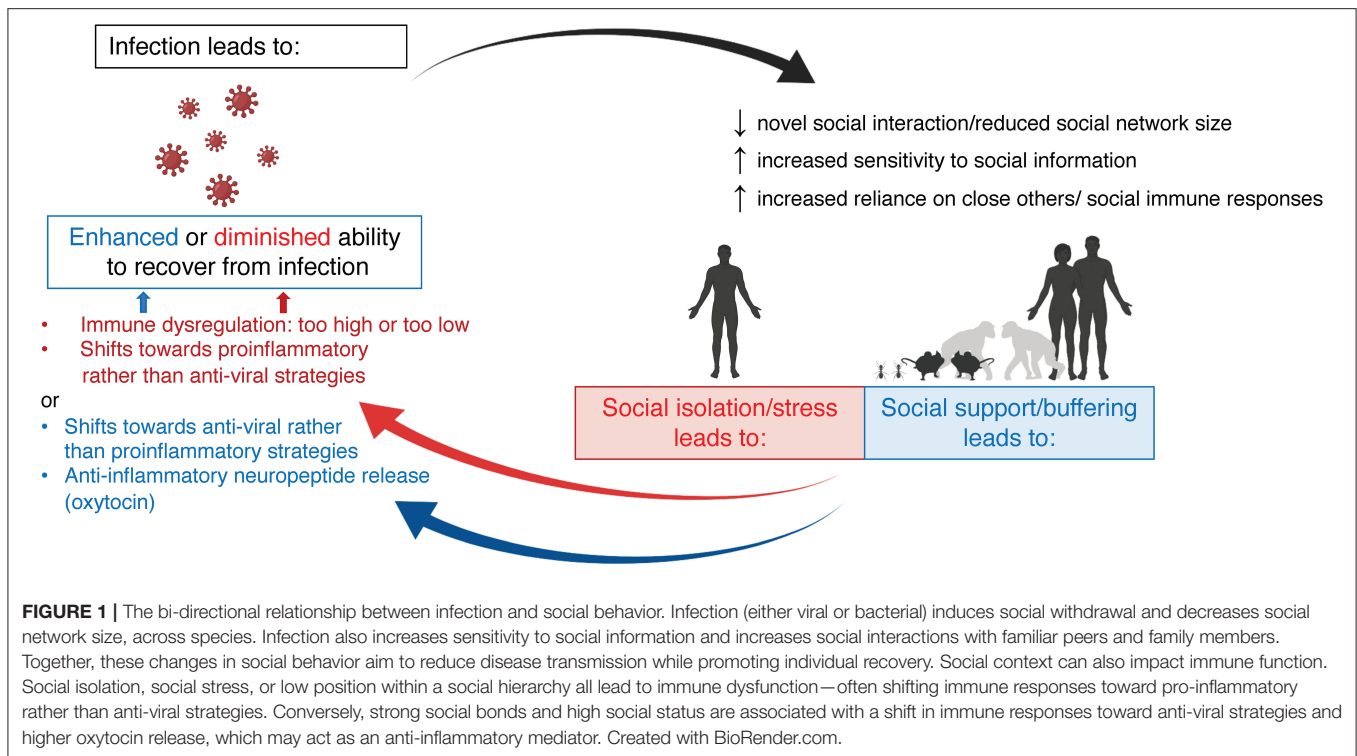 Infection leads to:
↓ novel social interaction/reduced social network size
↑ increased sensitivity to social information
↑ increased reliance on close others/ social immune responses
Enhanced or diminished ability
to recover from infection
• Immune dysregulation: too high or too low
• Shifts towards proinflammatory
rather than anti-viral strategies
or
• Shifts towards anti-viral rather
than proinflammatory strategies
• Anti-inflammatory neuropeptide release
(oxytocin)
Social isolation/stress
leads to:
Social support/buffering
leads to:
FIGURE 1 | The bi-directional relationship between infection and social behavior. Infection (either viral or bacterial) induces social withdrawal and decreases social
network size, across species. Infection also increases sensitivity to social information and increases social interactions with familiar peers and family members.
Together, these changes in social behavior aim to reduce disease transmission while promoting individual recovery. Social context can also impact immune function.
Social isolation, social stress, or low position within a social hierarchy all lead to immune dysfunction—often shifting immune responses toward pro-inflammatory
rather than anti-viral strategies. Conversely, strong social bonds and high social status are associated with a shift in immune responses toward anti-viral strategies and
higher oxytocin release, which may act as an anti-inflammatory mediator. Created with BioRender.com.